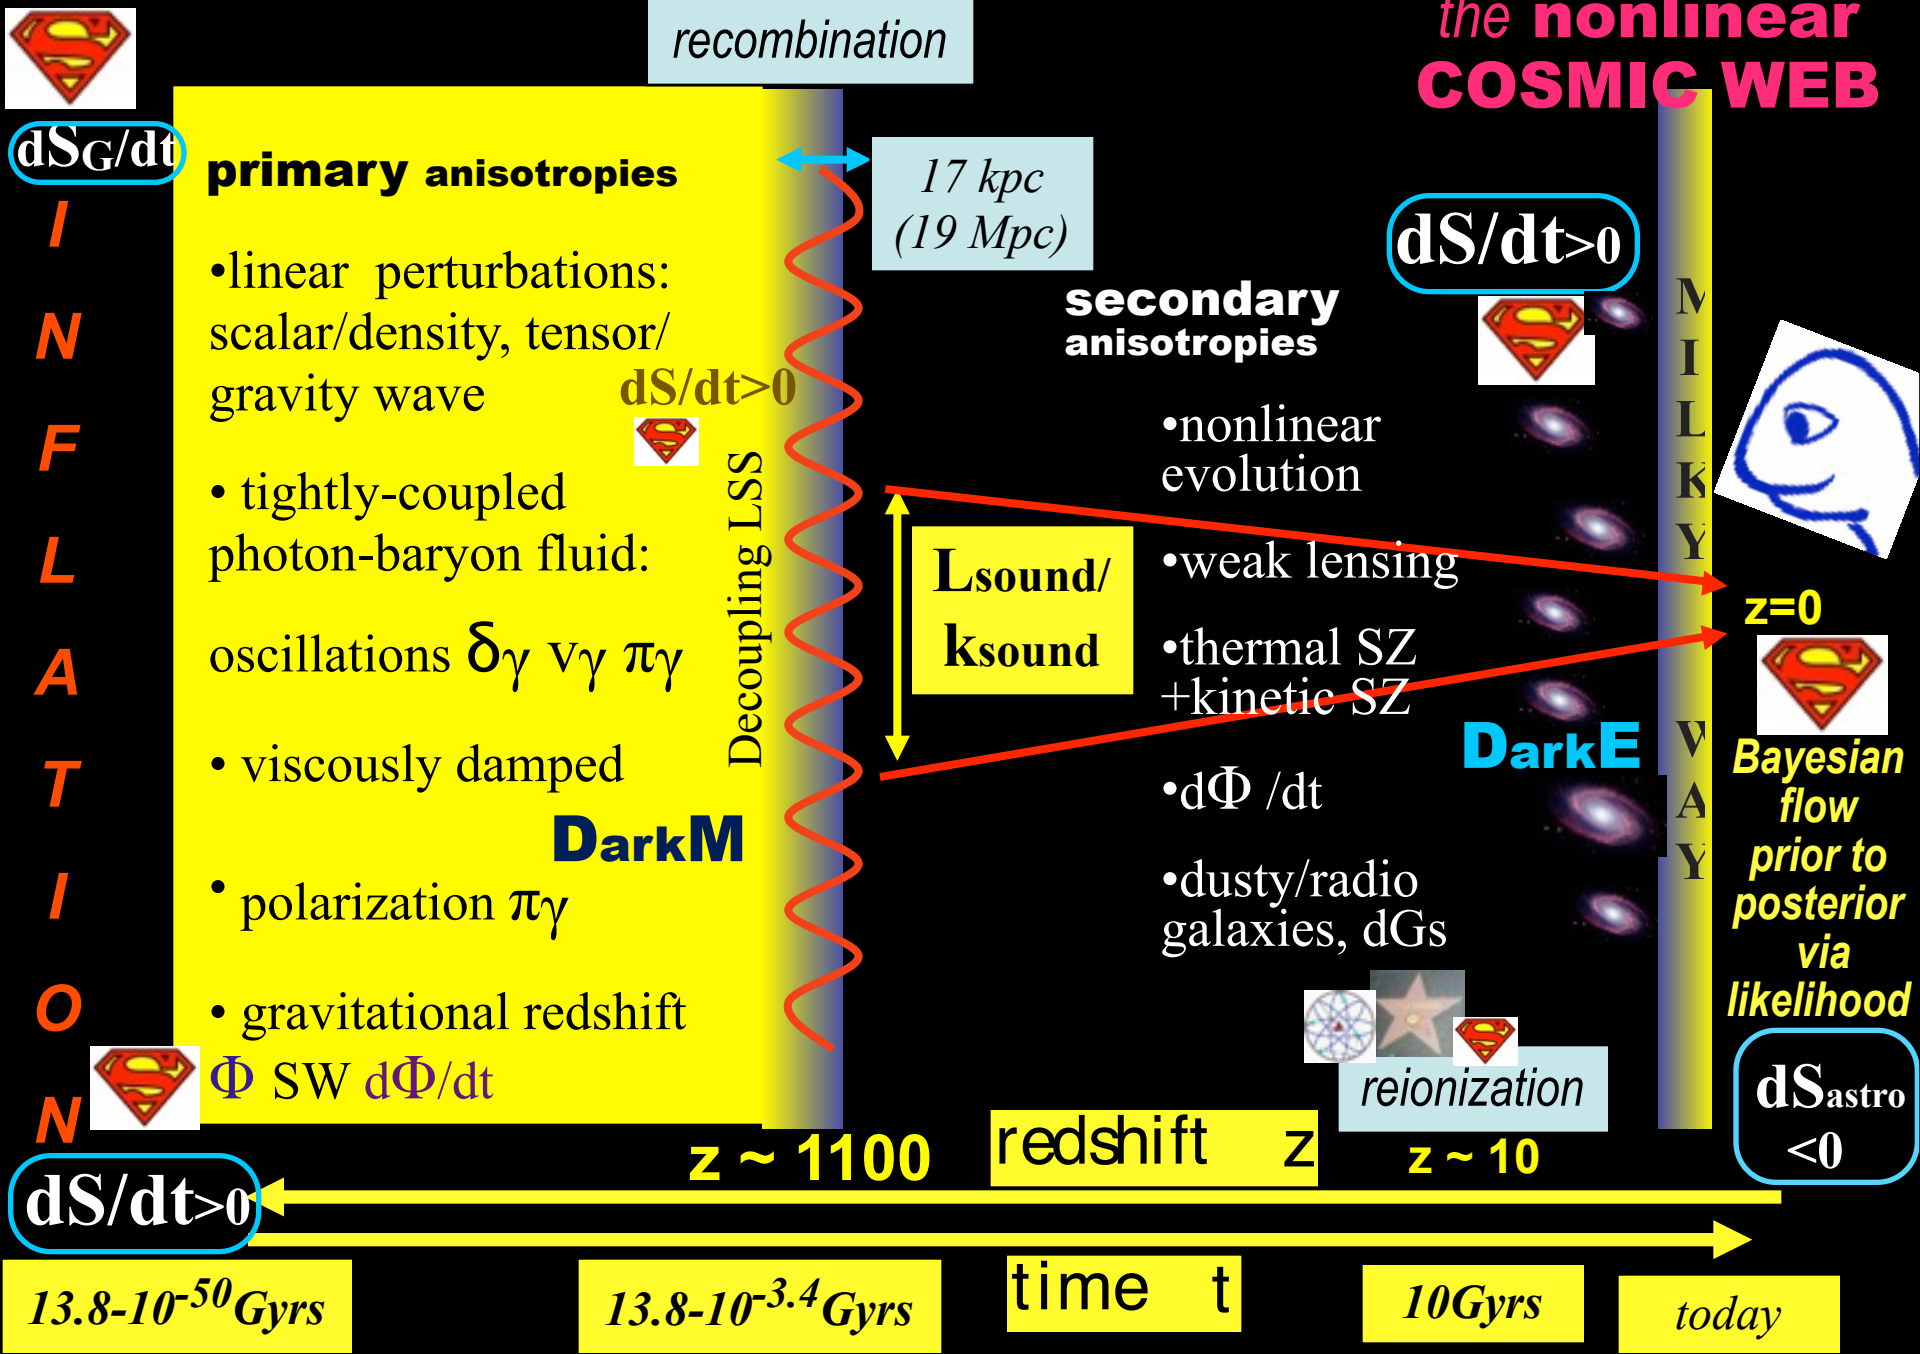 recombination
the nonlinear
COSMIC WEB
dSG/dt
INFLATION
primary anisotropies
•linear perturbations:
scalar/density, tensor/
gravity wave
dS/dt>0
• tightly-coupled
photon-baryon fluid:
oscillations δγ vγ πγ
• viscously damped
DarkM
• polarization πγ
• gravitational redshift
Φ SW dΦ/dt
Decoupling LSS
17 kpc
(19 Mpc)
Lsound/
ksound
secondary
anisotropies
•nonlinear
evolution
•weak lensing
•thermal SZ
+kinetic SZ
•dΦ /dt
•dusty/radio
galaxies, dGs
dS/dt>0
DarkE
MILKY WAY
z=0
Bayesian
flow
prior to
posterior
via
likelihood
dSastro
<0
reionization
z ~ 1100
redshift z
z ~ 10
dS/dt>0
13.8-10^-50Gyrs
13.8-10^-3.4Gyrs
time t
10Gyrs
today